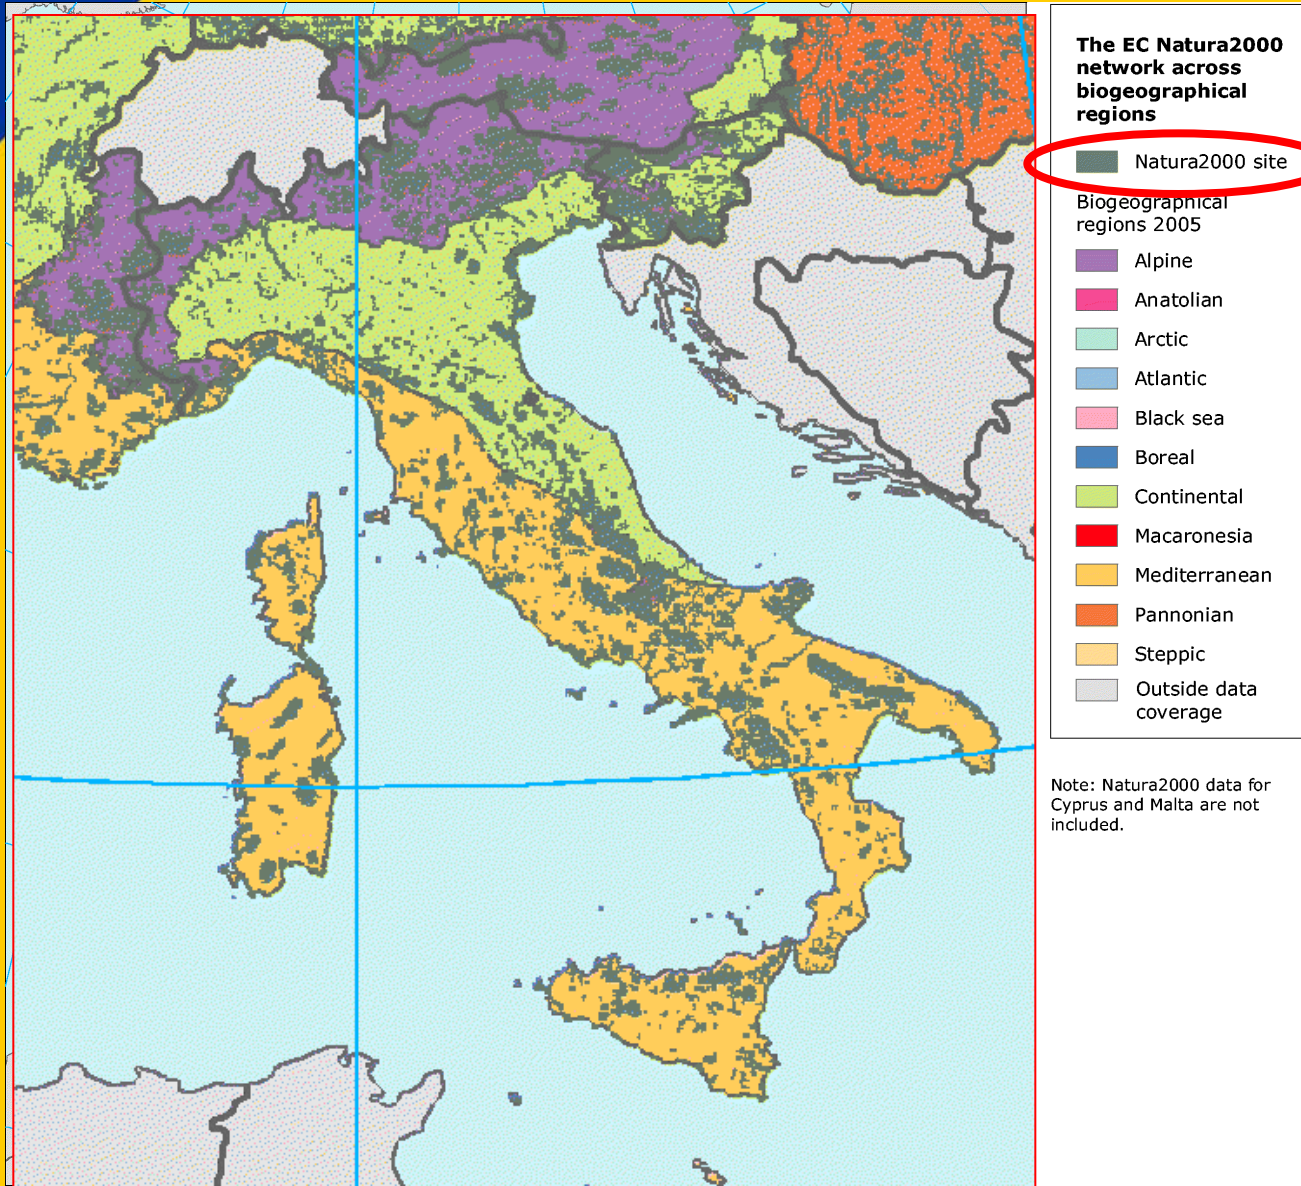 The EC Natura2000
network across
biogeographical
regions
Natura2000 site
Biogeographical
regions 2005
Alpine
Anatolian
Arctic
Atlantic
Black sea
Boreal
Continental
Macaronesia
Mediterranean
Pannonian
Steppic
Outside data
coverage
Note: Natura2000 data for
Cyprus and Malta are not
included.